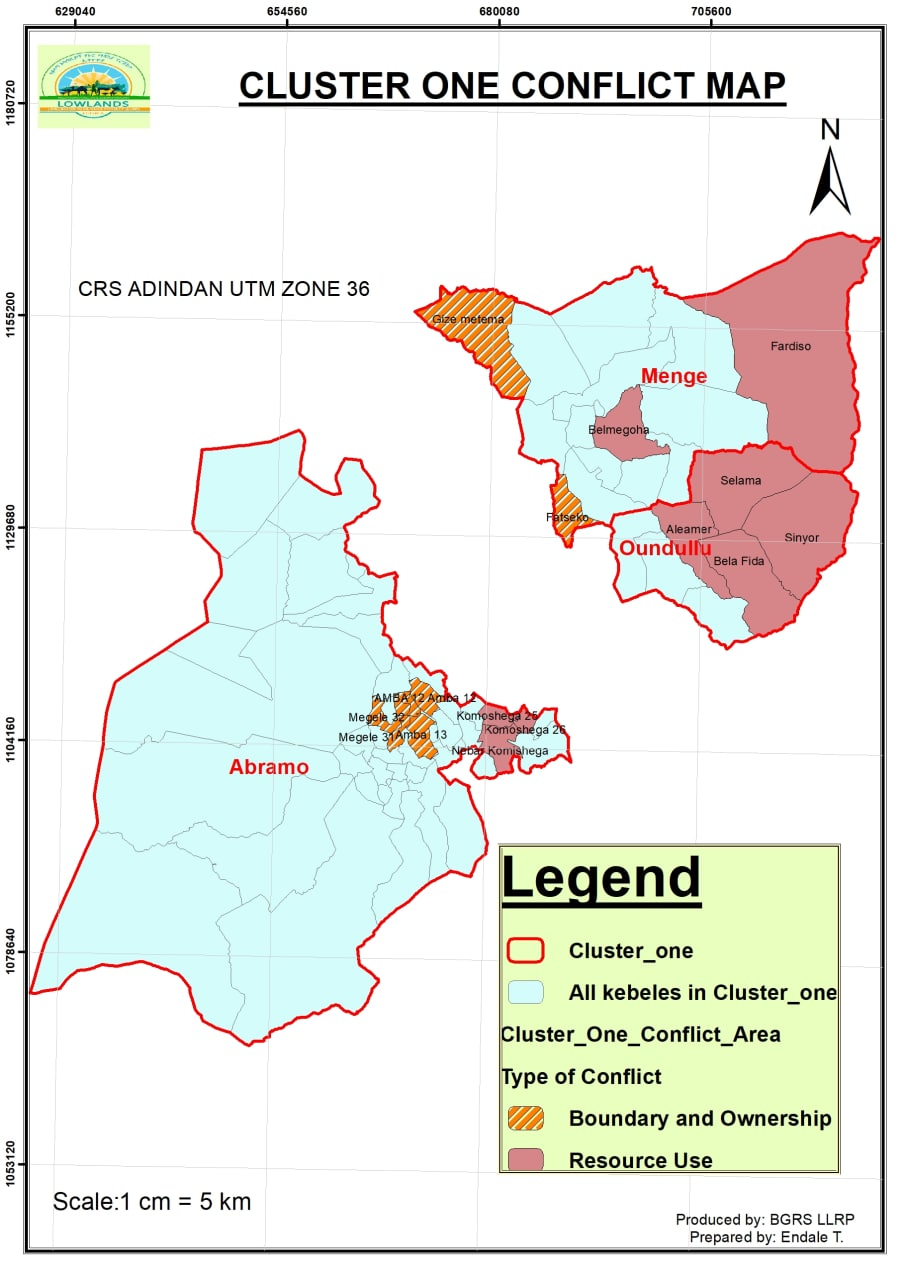 629040 654560 680080 705600
1180720
1155200
1129680
1104160
1078640
1053120
LOWLANDS
CLUSTER ONE CONFLICT MAP
N
CRS ADINDAN UTM ZONE 36
Gize metema
Fardiso
Menge
Belmegoha
Selama
Fatseko
Aleamer
Sinyor
Oundullu
Bela Fida
AMBA 12 Amba 12
Megele 32
Komoshega 25
Komoshega 26
Megele 31 Amba 13
Nebar Komishega
Abramo
Legend
Cluster_one
All kebeles in Cluster_one
Cluster_One_Conflict_Area
Type of Conflict
Boundary and Ownership
Resource Use
Scale:1 cm = 5 km
Produced by: BGRS LLRP
Prepared by: Endale T.